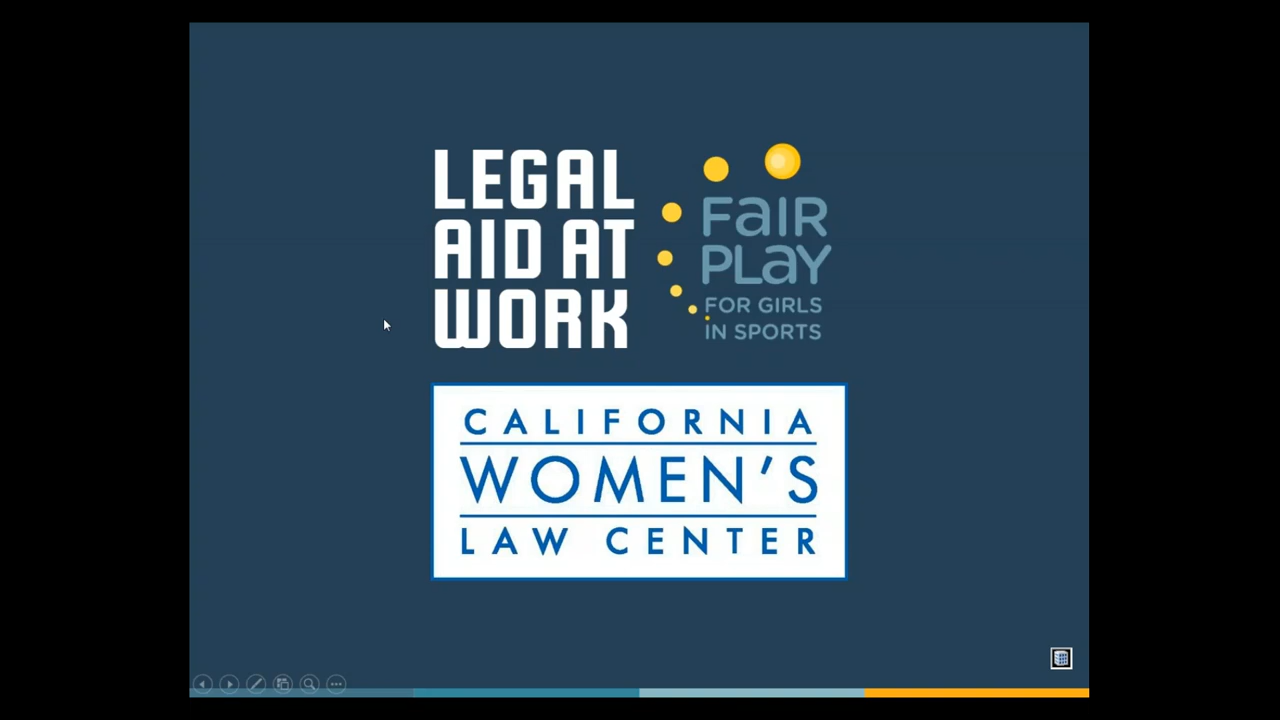 LEGAL
AID AT
WORK
FaIR
PLaY
FOR GIRLS
IN SPORTS
CALIFORNIA
WOMEN'S
LAW CENTER